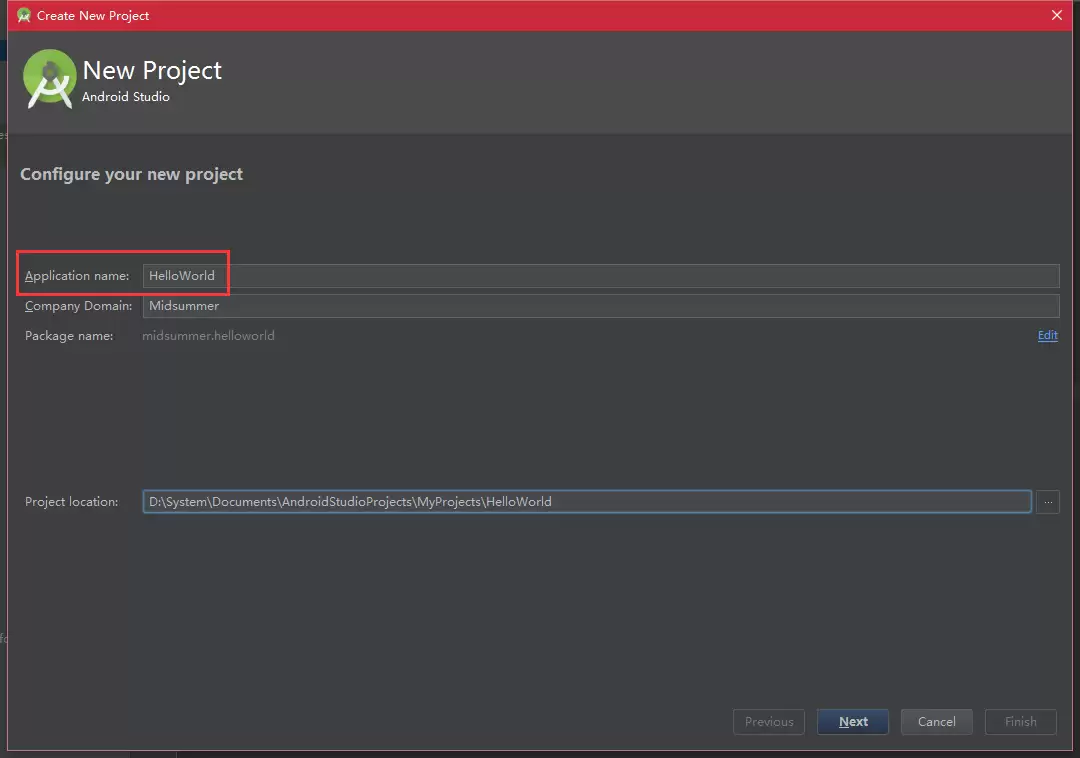 Create New Project
New Project
Android Studio
Configure your new project
Application name: HelloWorld
Company Domain: Midsummer
Package name: midsummer.helloworld Edit
Project location: D:\System\Documents\AndroidStudioProjects\MyProjects\HelloWorld ...
Previous Next Cancel Finish